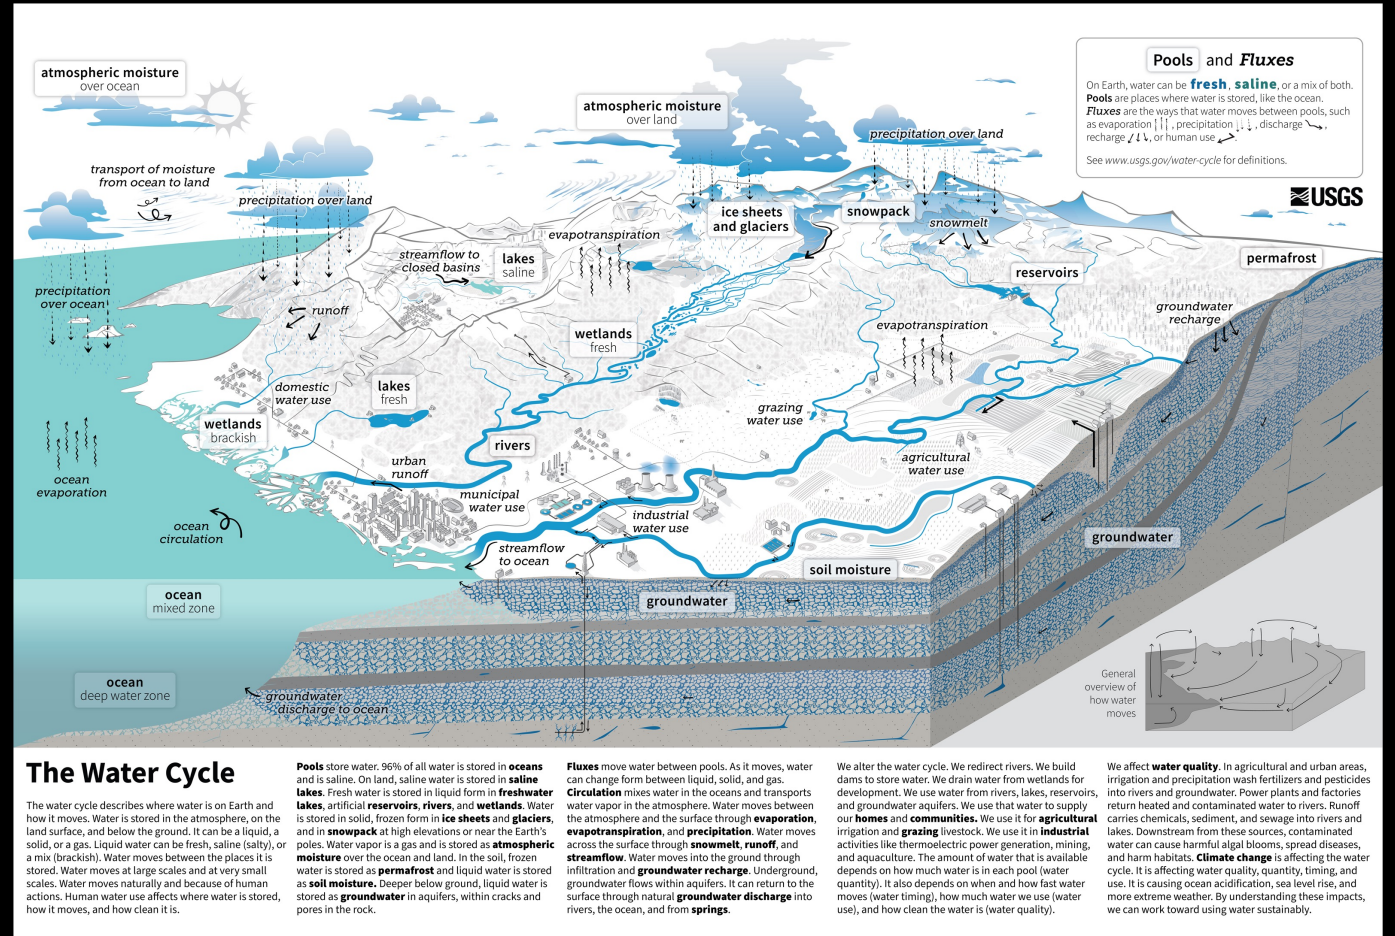 atmospheric moisture
over ocean
atmospheric moisture
over land
precipitation over land
Pools and Fluxes
On Earth, water can be fresh, saline, or a mix of both.
Pools are places where water is stored, like the ocean.
Fluxes are the ways that water moves between pools, such
as evaporation, precipitation, discharge,
recharge, or human use.
See www.usgs.gov/water-cycle for definitions.
USGS
transport of moisture
from ocean to land
precipitation over land
ice sheets
and glaciers
snowpack
snowmelt
evapotranspiration
streamflow to
closed basins
lakes
saline
reservoirs
permafrost
precipitation
over ocean
runoff
groundwater
recharge
wetlands
fresh
evapotranspiration
domestic
water use
lakes
fresh
grazing
water use
wetlands
brackish
rivers
agricultural
water use
urban
runoff
ocean
evaporation
municipal
water use
ocean
circulation
industrial
water use
streamflow
to ocean
groundwater
soil moisture
ocean
mixed zone
groundwater
ocean
deep water zone
groundwater
discharge to ocean
General
overview of
how water
moves
The Water Cycle
The water cycle describes where water is on Earth and
how it moves. Water is stored in the atmosphere, on the
land surface, and below the ground. It can be a liquid, a
solid, or a gas. Liquid water can be fresh, saline (salty), or
a mix (brackish). Water moves between the places it is
stored. Water moves at large scales and at very small
scales. Water moves naturally and because of human
actions. Human water use affects where water is stored,
how it moves, and how clean it is.
Pools store water. 96% of all water is stored in oceans
and is saline. On land, saline water is stored in saline
lakes. Fresh water is stored in liquid form in freshwater
lakes, artificial reservoirs, rivers, and wetlands. Water
is stored in solid, frozen form in ice sheets and glaciers,
and in snowpack at high elevations or near the Earth's
poles. Water vapor is a gas and is stored as atmospheric
moisture over the ocean and land. In the soil, frozen
water is stored as permafrost and liquid water is stored
as soil moisture. Deeper below ground, liquid water is
stored as groundwater in aquifers, within cracks and
pores in the rock.
Fluxes move water between pools. As it moves, water
can change form between liquid, solid, and gas.
Circulation mixes water in the oceans and transports
water vapor in the atmosphere. Water moves between
the atmosphere and the surface through evaporation,
evapotranspiration, and precipitation. Water moves
across the surface through snowmelt, runoff, and
streamflow. Water moves into the ground through
infiltration and groundwater recharge. Underground,
groundwater flows within aquifers. It can return to the
surface through natural groundwater discharge into
rivers, the ocean, and from springs.
We alter the water cycle. We redirect rivers. We build
dams to store water. We drain water from wetlands for
development. We use water from rivers, lakes, reservoirs,
and groundwater aquifers. We use that water to supply
our homes and communities. We use it for agricultural
irrigation and grazing livestock. We use it in industrial
activities like thermoelectric power generation, mining,
and aquaculture. The amount of water that is available
depends on how much water is in each pool (water
quantity). It also depends on when and how fast water
moves (water timing), how much water we use (water
use), and how clean the water is (water quality).
We affect water quality. In agricultural and urban areas,
irrigation and precipitation wash fertilizers and pesticides
into rivers and groundwater. Power plants and factories
return heated and contaminated water to rivers. Runoff
carries chemicals, sediment, and sewage into rivers and
lakes. Downstream from these sources, contaminated
water can cause harmful algal blooms, spread diseases,
and harm habitats. Climate change is affecting the water
cycle. It is affecting water quality, quantity, timing, and
use. It is causing ocean acidification, sea level rise, and
more extreme weather. By understanding these impacts,
we can work toward using water sustainably.